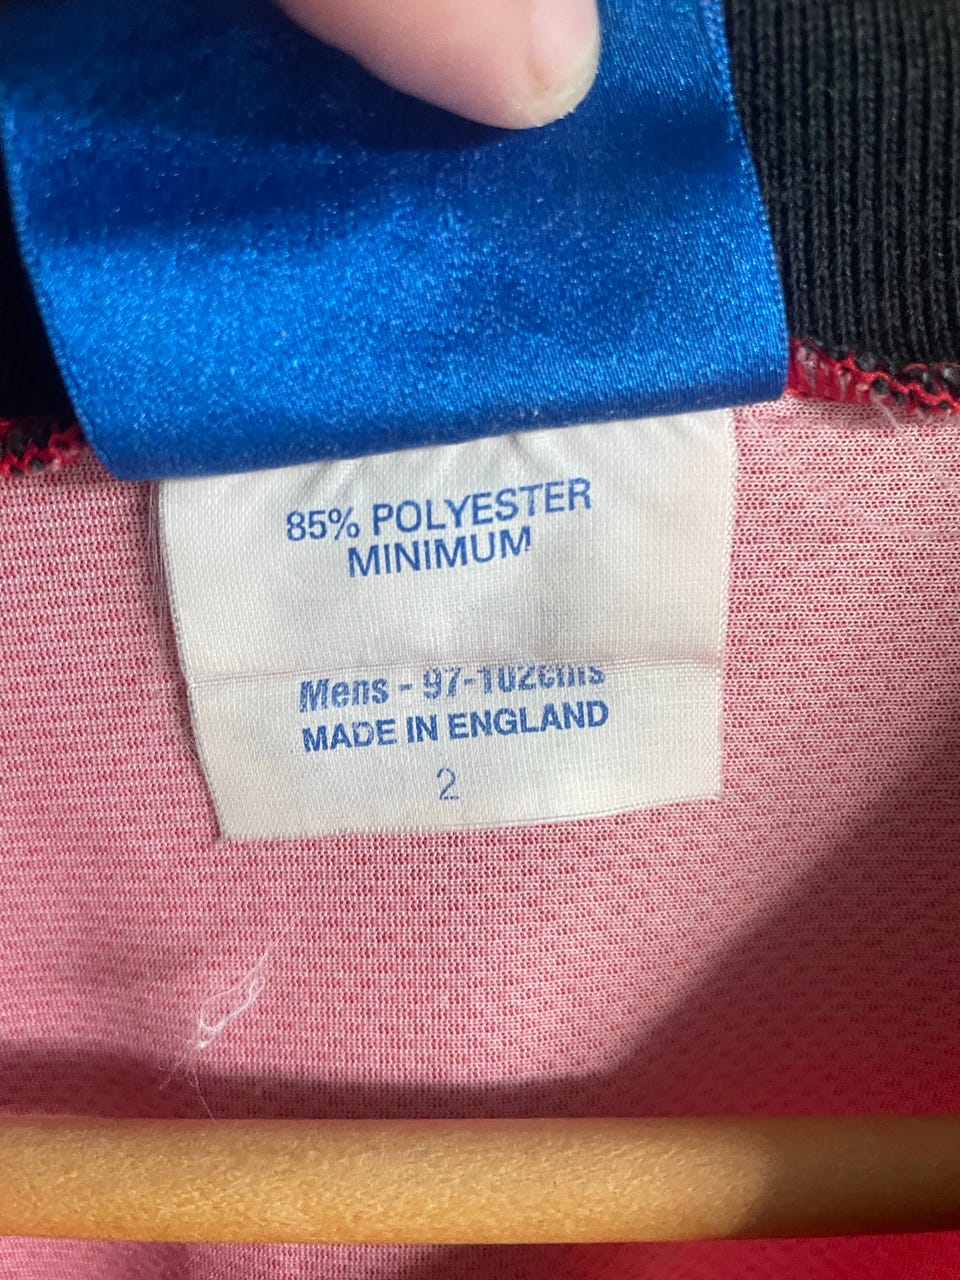 85% POLYESTER
MINIMUM
Mens - 97-102cms
MADE IN ENGLAND
2